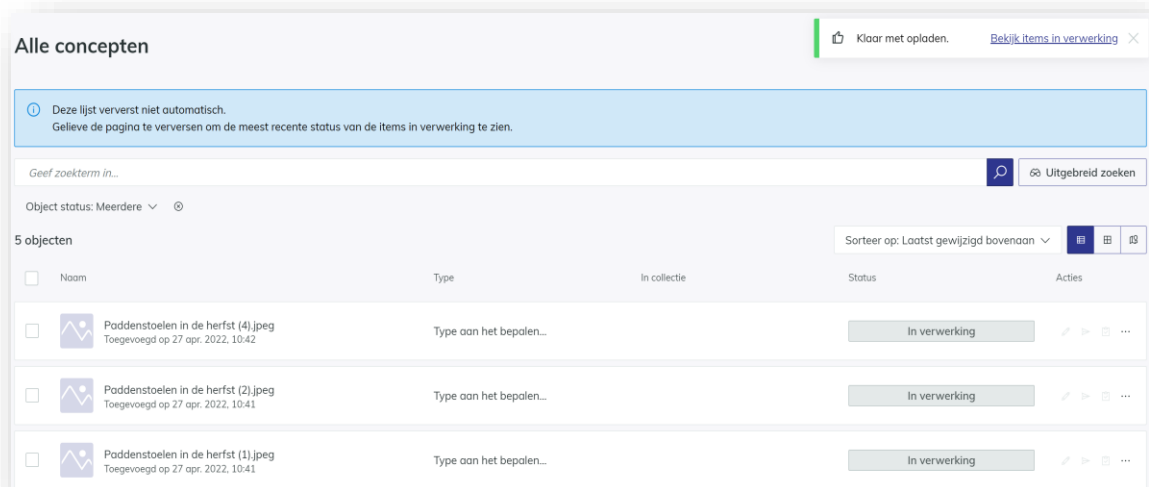 Alle concepten
Klaar met opladen. Bekijk items in verwerking
Deze lijst ververst niet automatisch.
Gelieve de pagina te verversen om de meest recente status van de items in verwerking te zien.
Geef zoekterm in...
Uitgebreid zoeken
Object status: Meerdere
5 objecten
Sorteer op: Laatst gewijzigd bovenaan
Naam Type In collectie Status Acties
Paddenstoelen in de herfst (4).jpeg
Toegevoegd op 27 apr. 2022, 10:42
Type aan het bepalen...
In verwerking
Paddenstoelen in de herfst (2).jpeg
Toegevoegd op 27 apr. 2022, 10:41
Type aan het bepalen...
In verwerking
Paddenstoelen in de herfst (1).jpeg
Toegevoegd op 27 apr. 2022, 10:41
Type aan het bepalen...
In verwerking